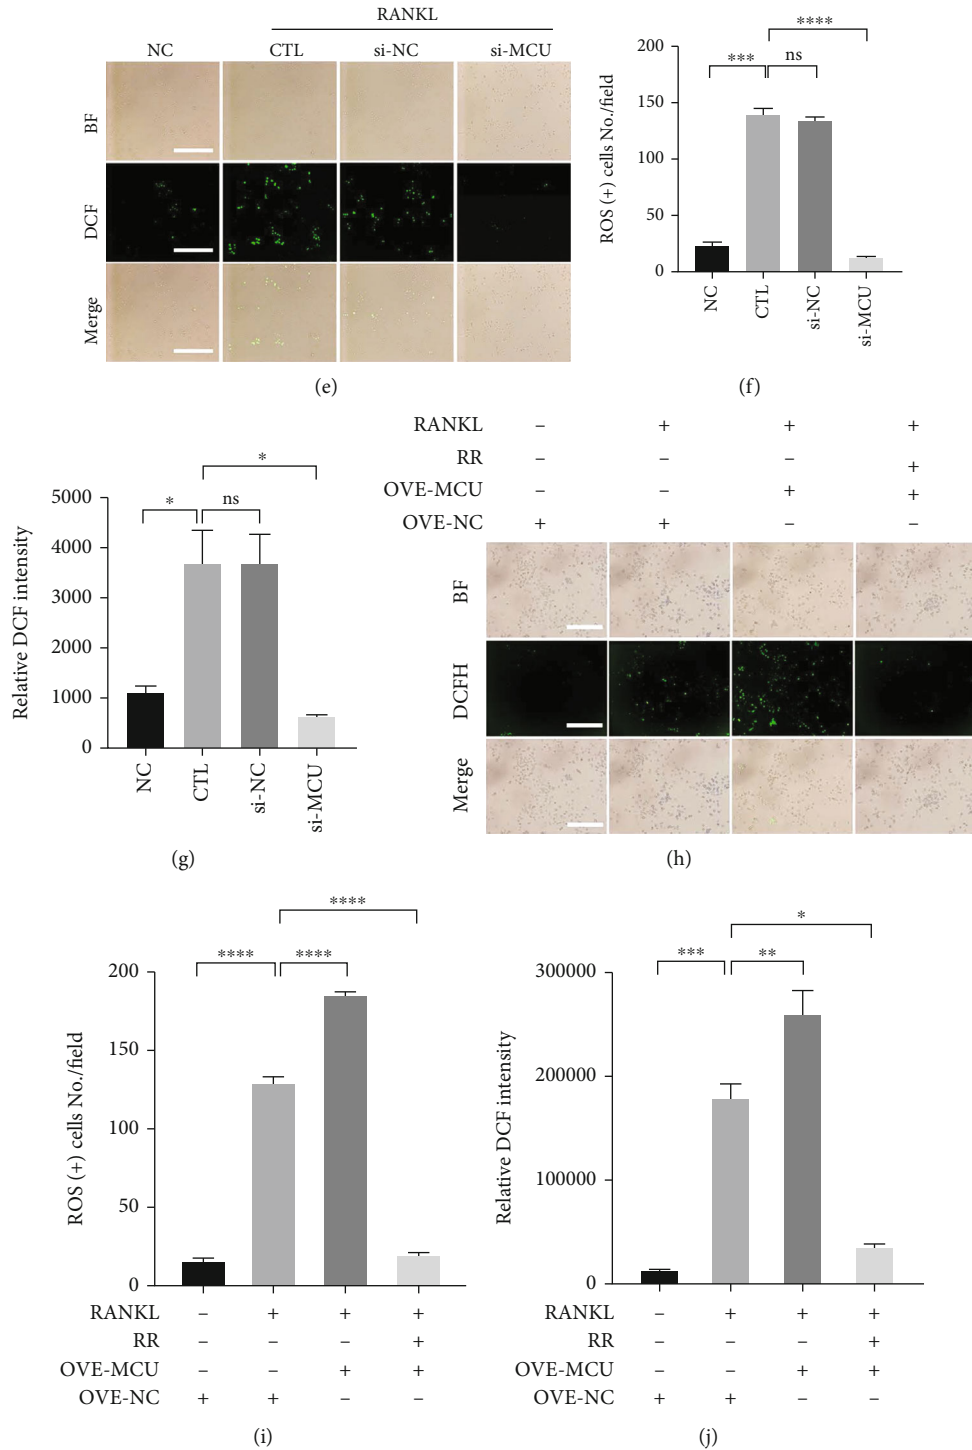 RANKL
NC CTL si-NC si-MCU
BF
DCF
Merge
(e)
****
*** ns
ROS (+) cells No./field
200
150
100
50
0
NC CTL si-NC si-MCU
(f)
*
* ns
Relative DCF intensity
5000
4000
3000
2000
1000
0
NC CTL si-NC si-MCU
(g)
RANKL – + + +
RR – – – +
OVE-MCU – – + +
OVE-NC + + – –
BF
DCFH
Merge
(h)
****
**** ****
ROS (+) cells No./field
200
150
100
50
0
RANKL – + + +
RR – – – +
OVE-MCU – – + +
OVE-NC + + – –
(i)
*
*** **
Relative DCF intensity
300000
200000
100000
0
RANKL – + + +
RR – – – +
OVE-MCU – – + +
OVE-NC + + – –
(j)